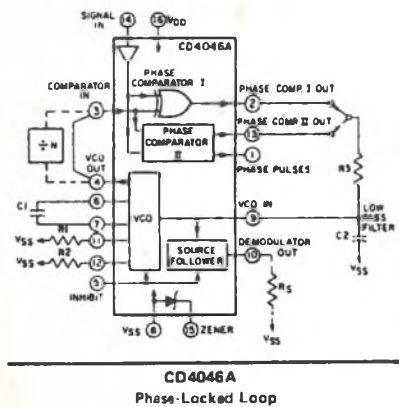 SIGNAL IN 14
16 VDD
CD4046A
PHASE COMPARATOR I
COMPARATOR IN 3
2 PHASE COMP. I OUT
13 PHASE COMP. II OUT
PHASE COMPARATOR II
1 PHASE PULSES
÷N
VCO OUT 4
R3
C1 6
7
VCO
VCO IN 9
LOW PASS FILTER
C2
VSS
VSS R1 11
VSS R2 12
SOURCE FOLLOWER
DEMODULATOR OUT 10
5 INHIBIT
RS
VSS
VSS 8
15 ZENER
CD4046A
Phase-Locked Loop